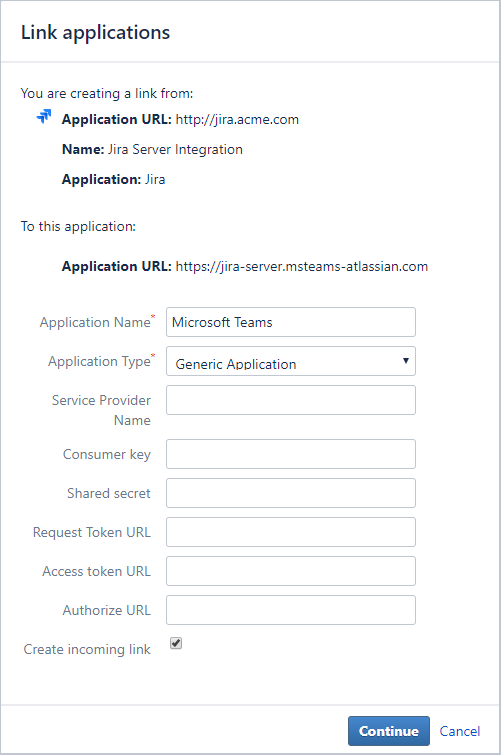 Link applications
You are creating a link from:
Application URL: http://jira.acme.com
Name: Jira Server Integration
Application: Jira
To this application:
Application URL: https://jira-server.msteams-atlassian.com
Application Name* Microsoft Teams
Application Type* Generic Application
Service Provider
Name
Consumer key
Shared secret
Request Token URL
Access token URL
Authorize URL
Create incoming link
Continue Cancel